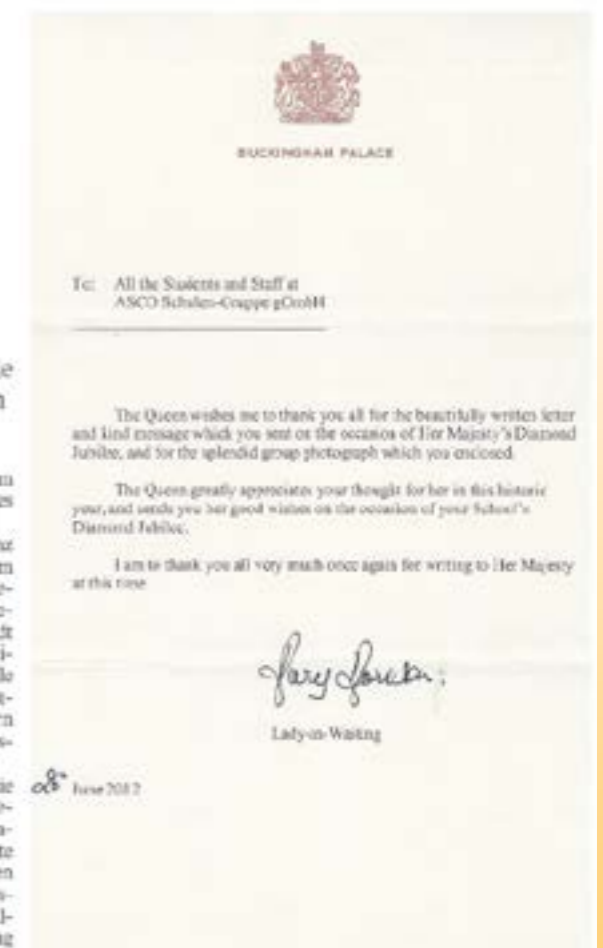 BUCKINGHAM PALACE
To: All the Students and Staff at
ASCO Schulen-Gruppe gGmbH
The Queen wishes me to thank you all for the beautifully written letter
and kind message which you sent on the occasion of Her Majesty's Diamond
Jubilee, and for the splendid group photograph which you enclosed.
The Queen greatly appreciates your thought for her in this historic
year, and sends you her good wishes on the occasion of your School's
Diamond Jubilee.
I am to thank you all very much once again for writing to Her Majesty
at this time
Lady-in-Waiting
June 2012